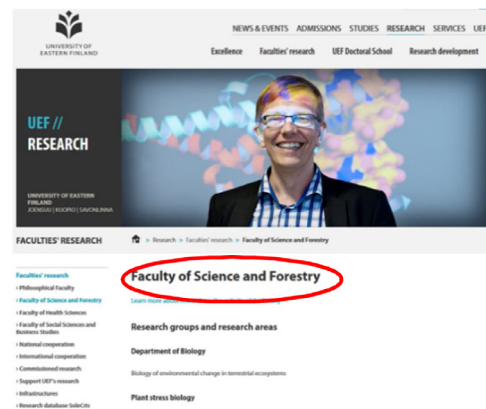 UNIVERSITY OF
EASTERN FINLAND
NEWS & EVENTS ADMISSIONS STUDIES RESEARCH SERVICES UEF
Excellence Faculties' research UEF Doctoral School Research development
UEF //
RESEARCH
UNIVERSITY OF EASTERN
FINLAND
JOENSUU | KUOPIO | SAVONLINNA
FACULTIES' RESEARCH
» Research » Faculties' research » Faculty of Science and Forestry
Faculties' research
› Philosophical Faculty
› Faculty of Science and Forestry
› Faculty of Health Sciences
› Faculty of Social Sciences and
Business Studies
› National cooperation
› International cooperation
› Commissioned research
› Support UEF's research
› Infrastructures
› Research database SoleCris
Faculty of Science and Forestry
Learn more about
Research groups and research areas
Department of Biology
Biology of environmental change in terrestrial ecosystems
Plant stress biology